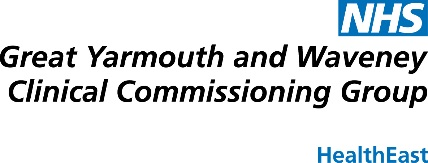 NHS
Great Yarmouth and Waveney
Clinical Commissioning Group
HealthEast